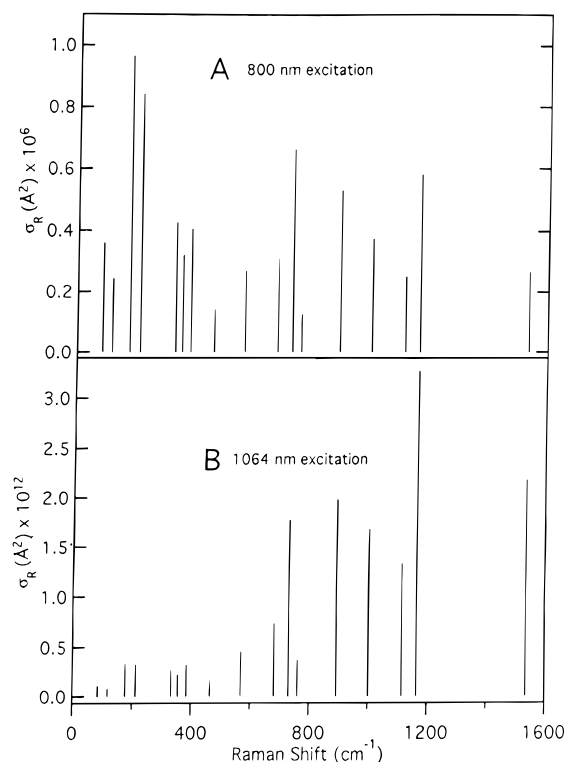 1.0
0.8
0.6
0.4
0.2
0.0
σR (Å²) x 10⁶
A 800 nm excitation
3.0
2.5
2.0
1.5
1.0
0.5
0.0
σR (Å²) x 10¹²
B 1064 nm excitation
0 400 800 1200 1600
Raman Shift (cm⁻¹)